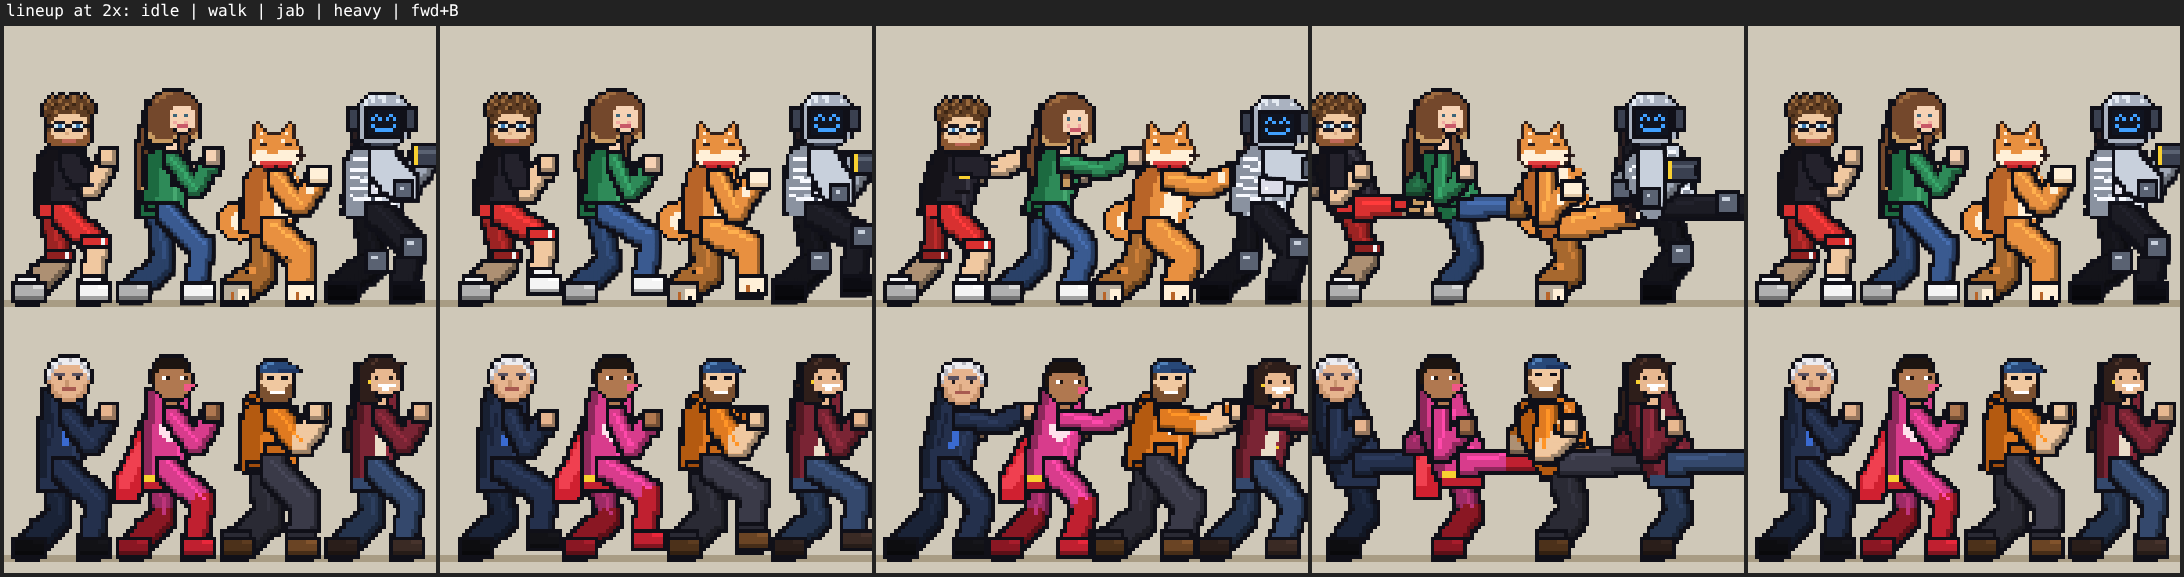 lineup at 2x: idle | walk | jab | heavy | fwd+B